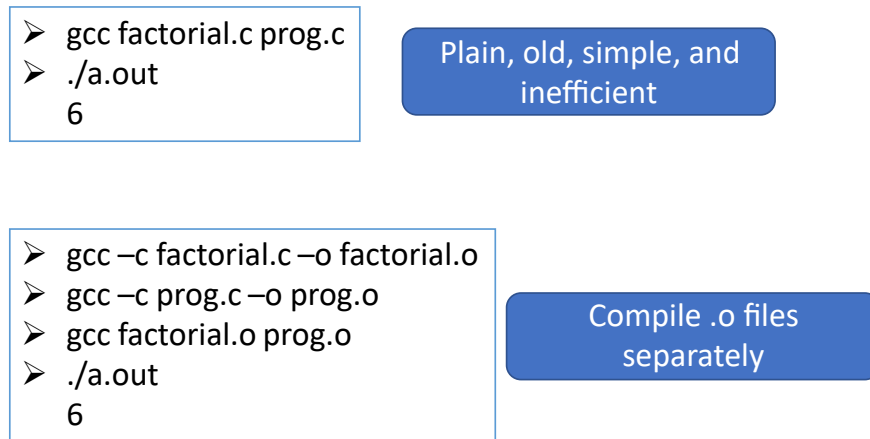 ➢ gcc factorial.c prog.c
➢ ./a.out
6
Plain, old, simple, and
inefficient
➢ gcc –c factorial.c –o factorial.o
➢ gcc –c prog.c –o prog.o
➢ gcc factorial.o prog.o
➢ ./a.out
6
Compile .o files
separately